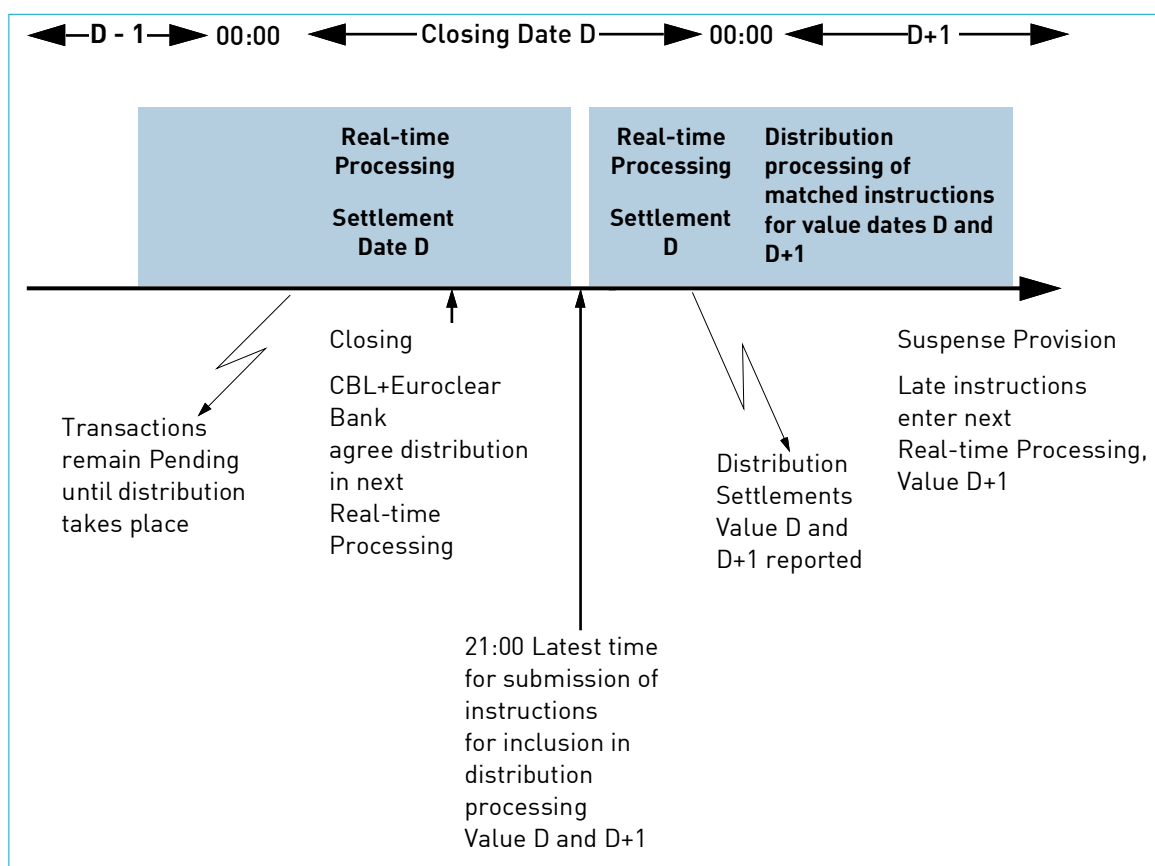 D - 1 00:00 Closing Date D 00:00 D+1
Real-time
Processing
Settlement
Date D
Real-time
Processing
Settlement
D
Distribution
processing of
matched instructions
for value dates D and
D+1
Transactions
remain Pending
until distribution
takes place
Closing
CBL+Euroclear
Bank
agree distribution
in next
Real-time
Processing
21:00 Latest time
for submission of
instructions
for inclusion in
distribution
processing
Value D and D+1
Distribution
Settlements
Value D and
D+1 reported
Suspense Provision
Late instructions
enter next
Real-time Processing,
Value D+1